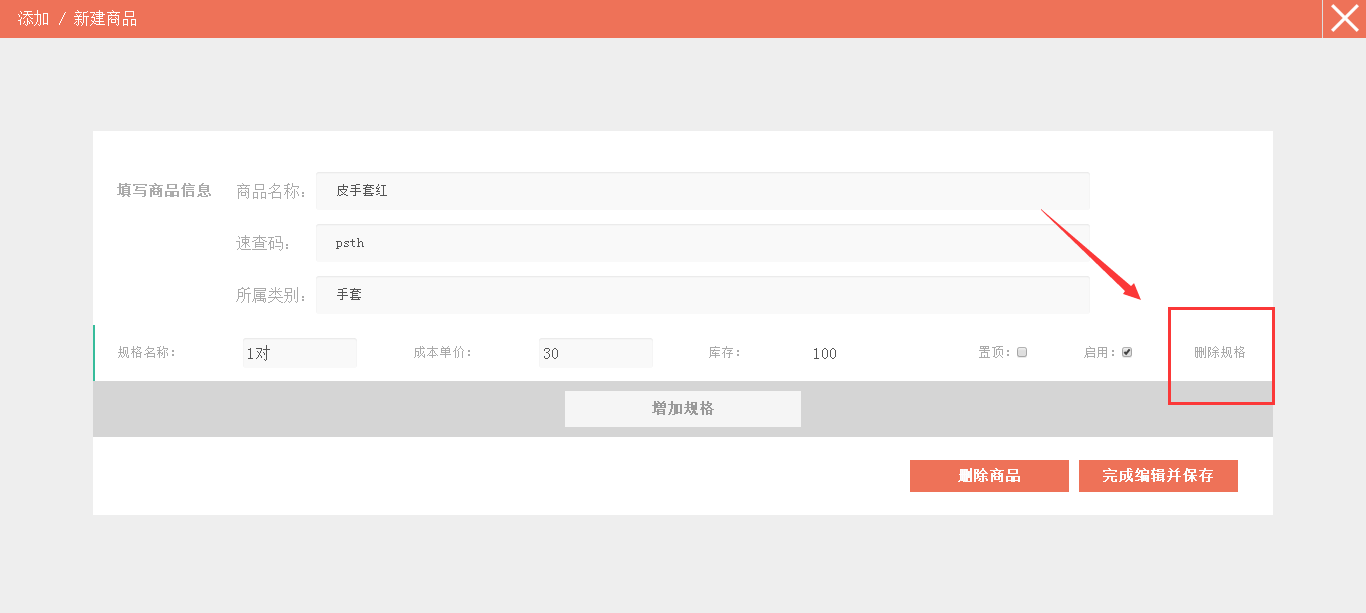 添加 / 新建商品
填写商品信息 商品名称： 皮手套红
速查码： psth
所属类别： 手套
规格名称： 1对 成本单价： 30 库存： 100 置顶： 启用： 删除规格
增加规格
删除商品 完成编辑并保存